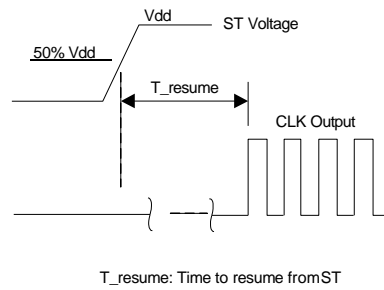 Vdd
ST Voltage
50% Vdd
T_resume
CLK Output
T_resume: Time to resume fromST